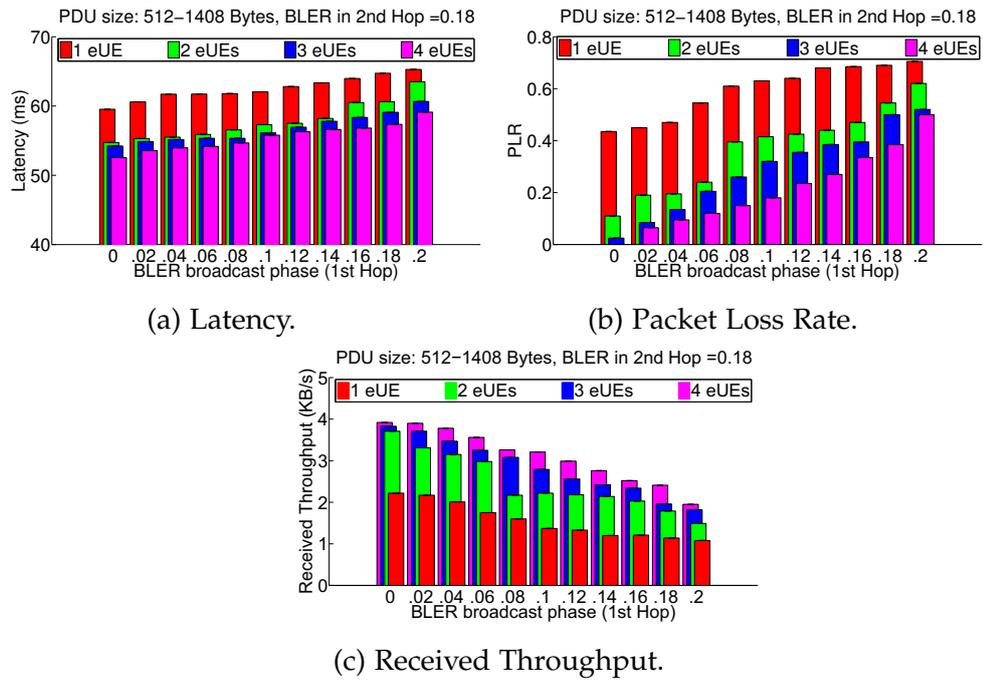 PDU size: 512−1408 Bytes, BLER in 2nd Hop =0.18
1 eUE 2 eUEs 3 eUEs 4 eUEs
Latency (ms)
70
60
50
40
0 .02 .04 .06 .08 .1 .12 .14 .16 .18 .2
BLER broadcast phase (1st Hop)
(a) Latency.
PDU size: 512−1408 Bytes, BLER in 2nd Hop =0.18
1 eUE 2 eUEs 3 eUEs 4 eUEs
PLR
0.8
0.6
0.4
0.2
0
0 .02 .04 .06 .08 .1 .12 .14 .16 .18 .2
BLER broadcast phase (1st Hop)
(b) Packet Loss Rate.
PDU size: 512−1408 Bytes, BLER in 2nd Hop =0.18
1 eUE 2 eUEs 3 eUEs 4 eUEs
Received Throughput (KB/s)
5
4
3
2
1
0
0 .02 .04 .06 .08 .1 .12 .14 .16 .18 .2
BLER broadcast phase (1st Hop)
(c) Received Throughput.